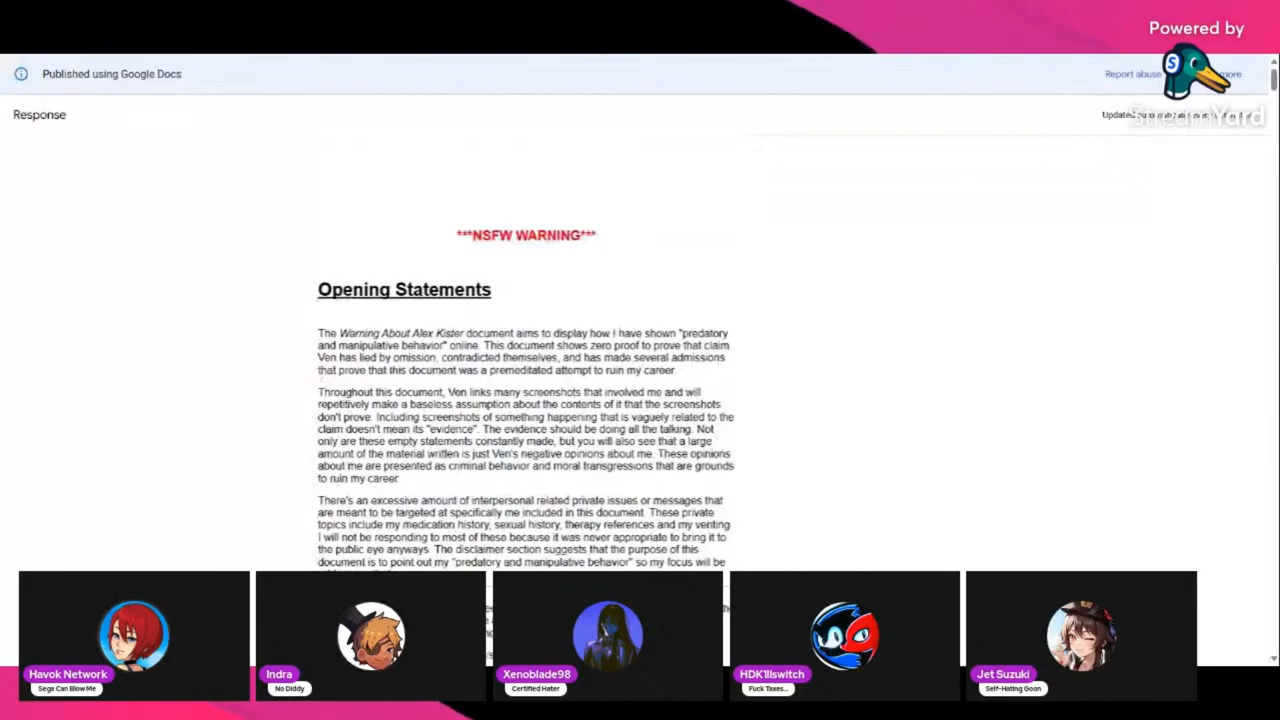 Powered by
Published using Google Docs
Report abuse
more
StreamYard
Response
Updated
***NSFW WARNING***
Opening Statements
The Warning About Alex Kister document aims to display how I have shown "predatory
and manipulative behavior" online. This document shows zero proof to prove that claim
Ven has lied by omission, contradicted themselves, and has made several admissions
that prove that this document was a premeditated attempt to ruin my career
Throughout this document, Ven links many screenshots that involved me and will
repetitively make a baseless assumption about the contents of it that the screenshots
don't prove. Including screenshots of something happening that is vaguely related to the
claim doesn't mean its "evidence". The evidence should be doing all the talking. Not
only are these empty statements constantly made, but you will also see that a large
amount of the material written is just Ven's negative opinions about me. These opinions
about me are presented as criminal behavior and moral transgressions that are grounds
to ruin my career
There's an excessive amount of interpersonal related private issues or messages that
are meant to be targeted at specifically me included in this document. These private
topics include my medication history, sexual history, therapy references and my venting
I will not be responding to most of these because it was never appropriate to bring it to
the public eye anyways. The disclaimer section suggests that the purpose of this
document is to point out my "predatory and manipulative behavior" so my focus will be
Havok Network
Sega Can Blow Me
Indra
No Diddy
Xenoblade98
Certified Hater
HDK1llswitch
Fuck Taxes...
Jet Suzuki
Self-Hating Goon